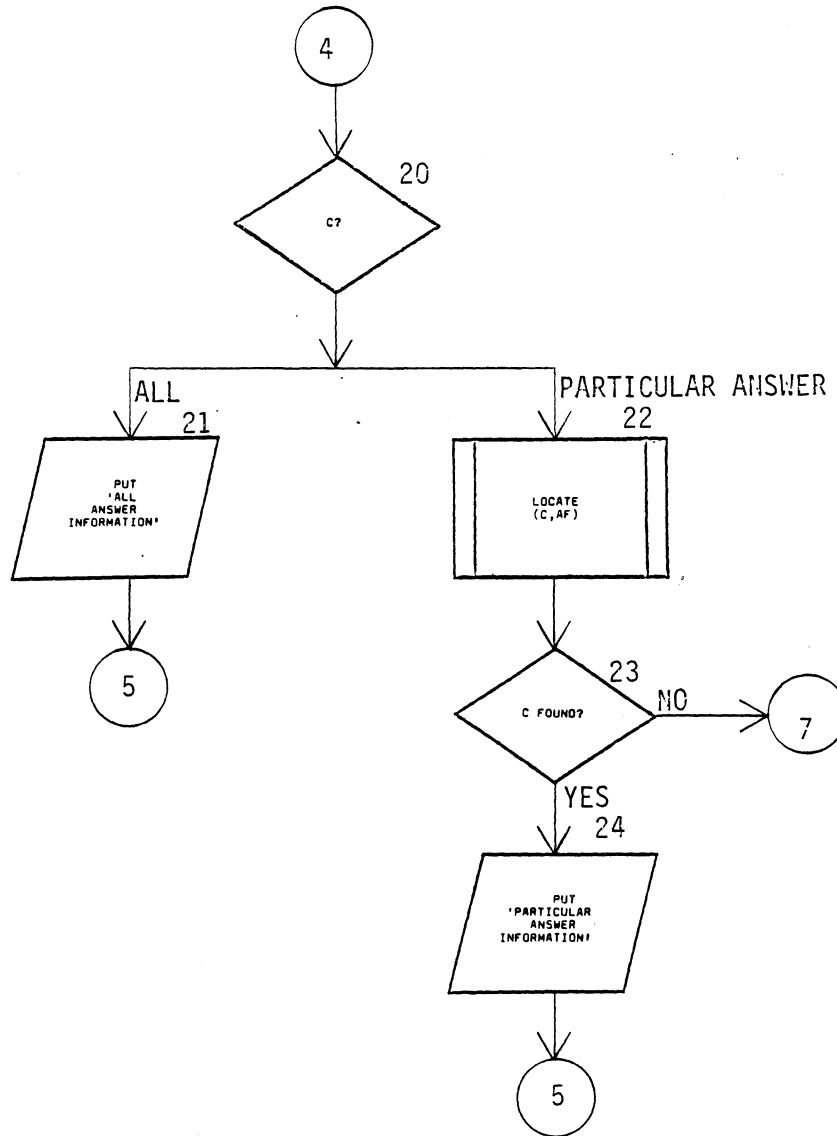 4
20
C?
ALL
PARTICULAR ANSWER
21
22
PUT
'ALL
ANSWER
INFORMATION'
LOCATE
(C,AF)
5
23
C FOUND?
NO
7
YES
24
PUT
'PARTICULAR
ANSWER
INFORMATION'
5